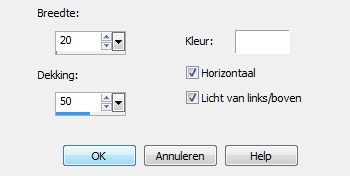 Breedte:
20
Kleur:
Dekking:
Horizontaal
50
Licht van links/boven
OK
Annuleren
Help